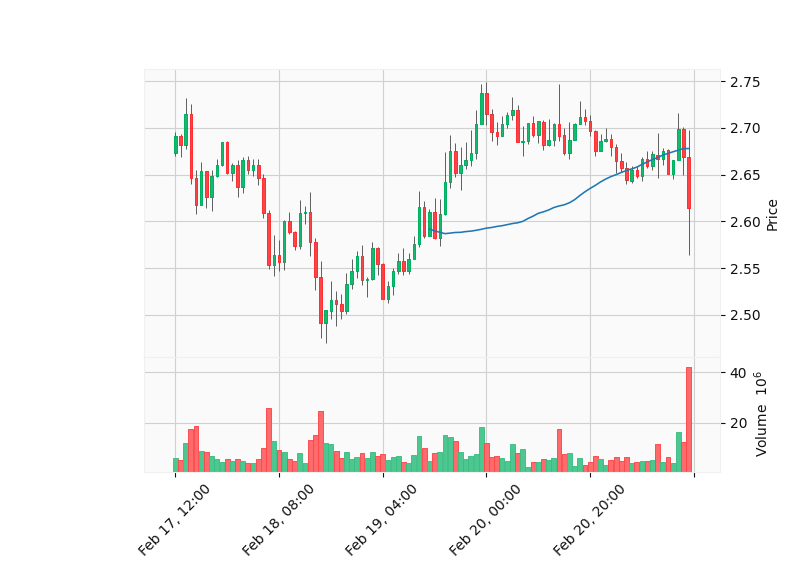 2.75
2.70
2.65
2.60
2.55
2.50
Price
40
20
Volume 10^6
Feb 17, 12:00
Feb 18, 08:00
Feb 19, 04:00
Feb 20, 00:00
Feb 20, 20:00